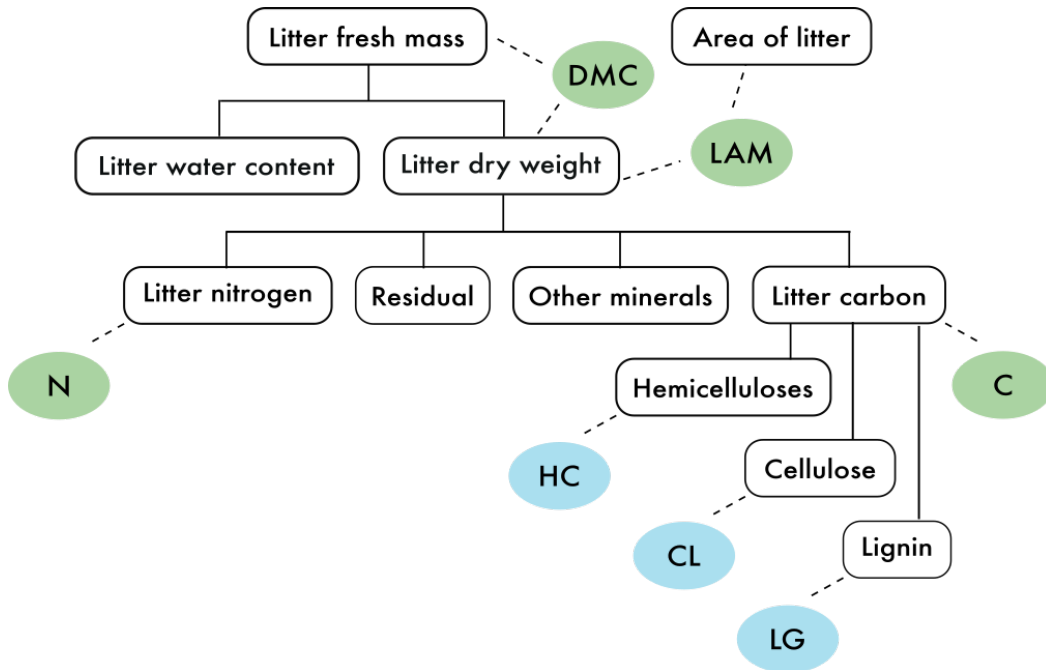 Litter fresh mass
Area of litter
DMC
Litter water content
Litter dry weight
LAM
Litter nitrogen
Residual
Other minerals
Litter carbon
N
Hemicelluloses
C
HC
Cellulose
CL
Lignin
LG